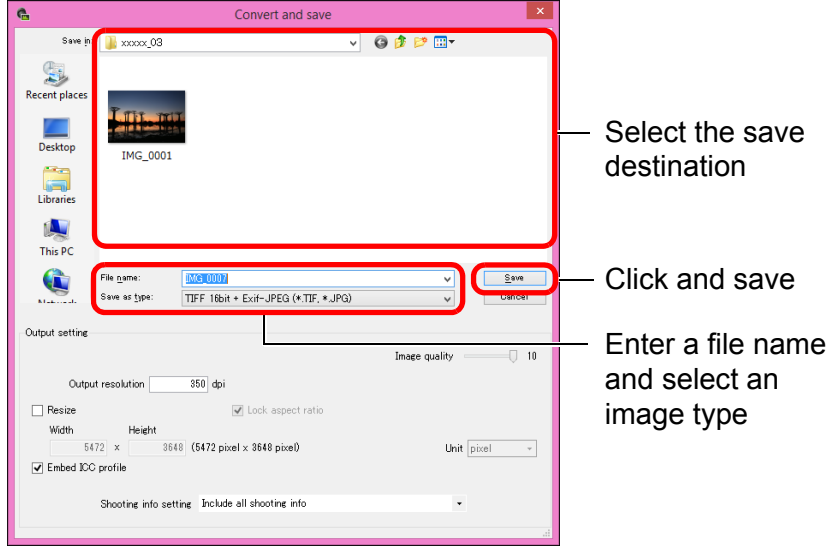 Convert and save
Save in:
xxxxx_03
Recent places
Desktop
Libraries
This PC
IMG_0001
Select the save
destination
File name:
IMG_0007
Save
Click and save
Save as type:
TIFF 16bit + Exif-JPEG (*.TIF, *.JPG)
Cancel
Network
Enter a file name
and select an
image type
Output setting
Image quality
10
Output resolution
350
dpi
Resize
Lock aspect ratio
Width
Height
5472 x 3648 (5472 pixel x 3648 pixel)
Unit pixel
Embed ICC profile
Shooting info setting Include all shooting info